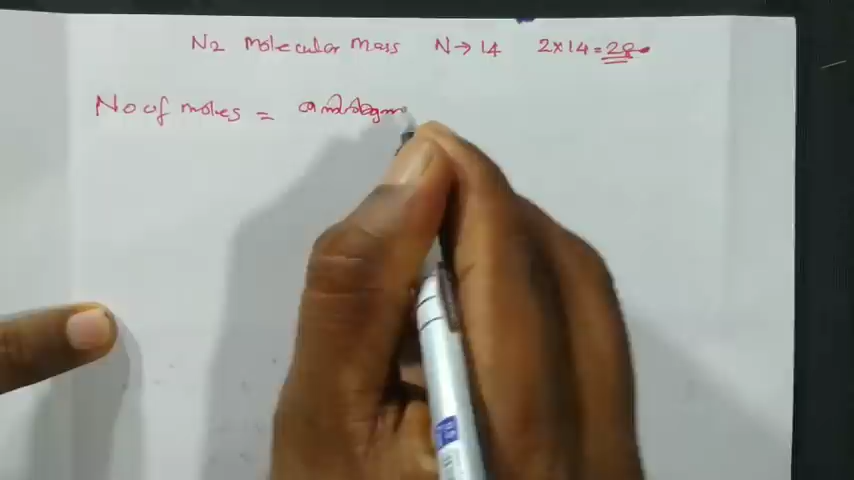 N2 molecular mass N→14 2×14=28
No of moles =